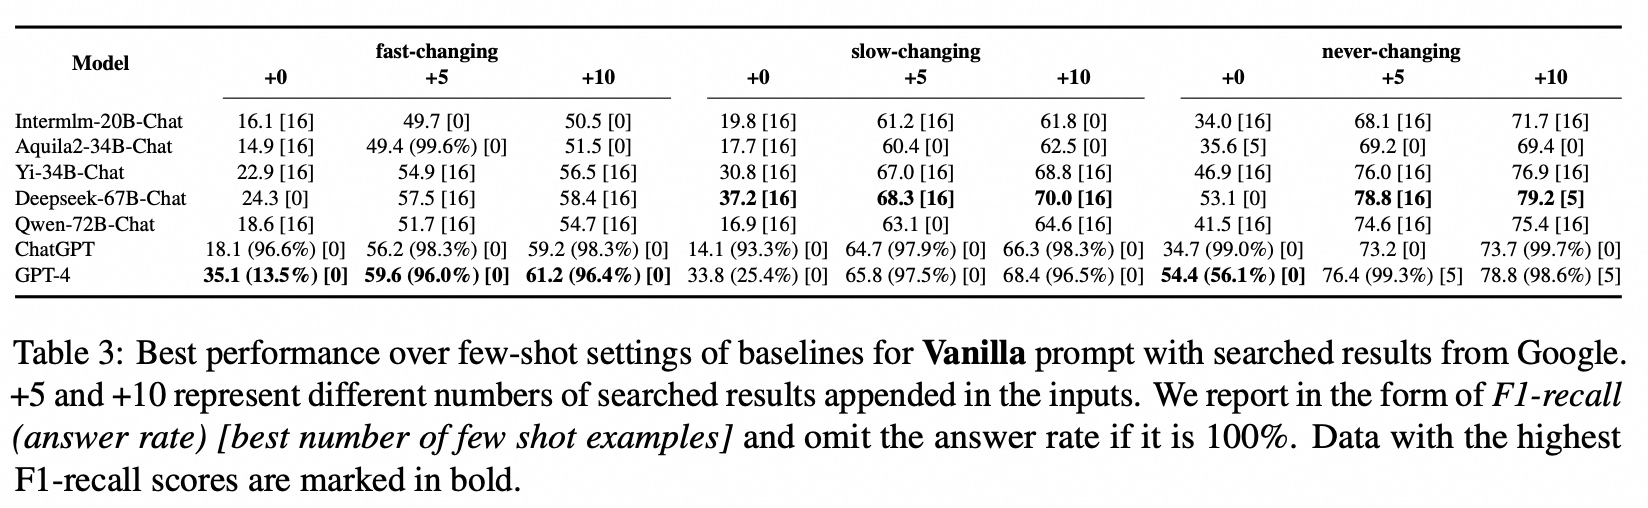 fast-changing slow-changing never-changing
Model
+0 +5 +10 +0 +5 +10 +0 +5 +10
Intermlm-20B-Chat 16.1 [16] 49.7 [0] 50.5 [0] 19.8 [16] 61.2 [16] 61.8 [0] 34.0 [16] 68.1 [16] 71.7 [16]
Aquila2-34B-Chat 14.9 [16] 49.4 (99.6%) [0] 51.5 [0] 17.7 [16] 60.4 [0] 62.5 [0] 35.6 [5] 69.2 [0] 69.4 [0]
Yi-34B-Chat 22.9 [16] 54.9 [16] 56.5 [16] 30.8 [16] 67.0 [16] 68.8 [16] 46.9 [16] 76.0 [16] 76.9 [16]
Deepseek-67B-Chat 24.3 [0] 57.5 [16] 58.4 [16] 37.2 [16] 68.3 [16] 70.0 [16] 53.1 [0] 78.8 [16] 79.2 [5]
Qwen-72B-Chat 18.6 [16] 51.7 [16] 54.7 [16] 16.9 [16] 63.1 [0] 64.6 [16] 41.5 [16] 74.6 [16] 75.4 [16]
ChatGPT 18.1 (96.6%) [0] 56.2 (98.3%) [0] 59.2 (98.3%) [0] 14.1 (93.3%) [0] 64.7 (97.9%) [0] 66.3 (98.3%) [0] 34.7 (99.0%) [0] 73.2 [0] 73.7 (99.7%) [0]
GPT-4 35.1 (13.5%) [0] 59.6 (96.0%) [0] 61.2 (96.4%) [0] 33.8 (25.4%) [0] 65.8 (97.5%) [0] 68.4 (96.5%) [0] 54.4 (56.1%) [0] 76.4 (99.3%) [5] 78.8 (98.6%) [5]
Table 3: Best performance over few-shot settings of baselines for Vanilla prompt with searched results from Google.
+5 and +10 represent different numbers of searched results appended in the inputs. We report in the form of F1-recall
(answer rate) [best number of few shot examples] and omit the answer rate if it is 100%. Data with the highest
F1-recall scores are marked in bold.